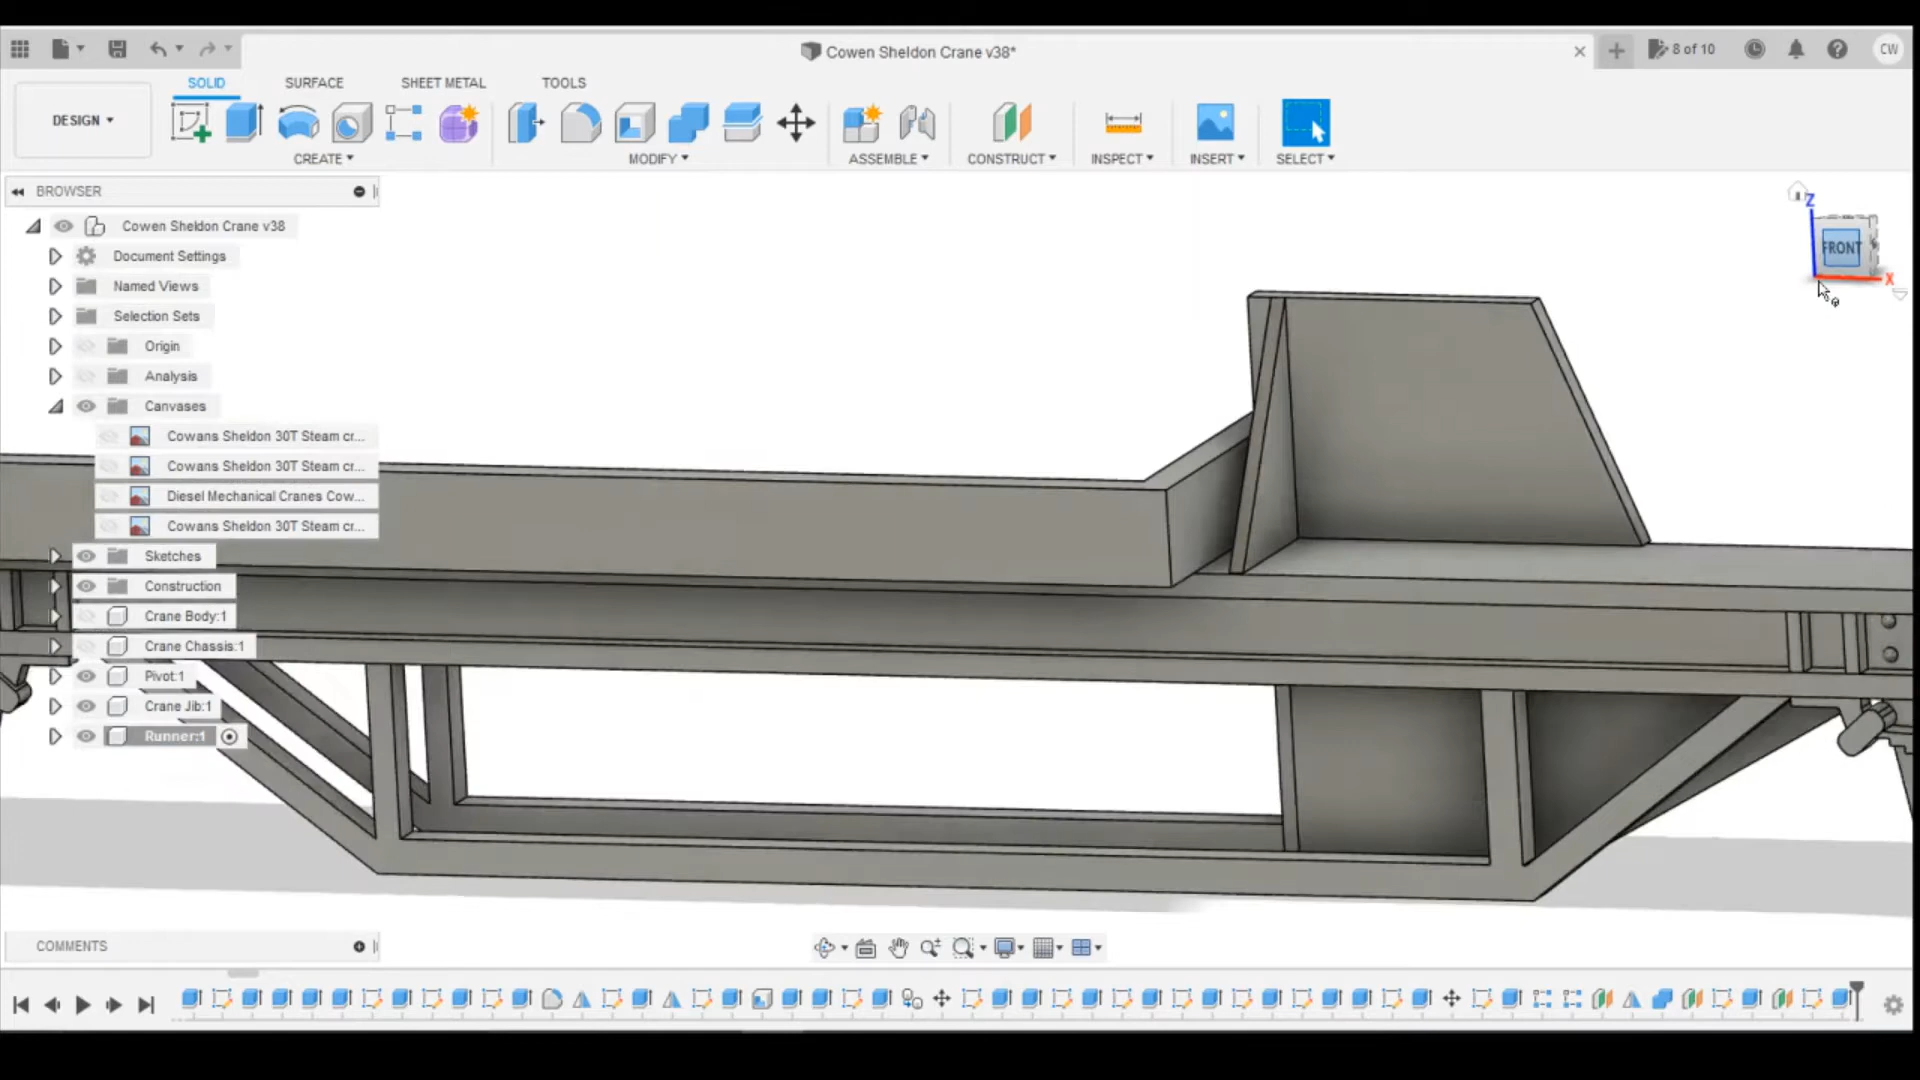 Cowen Sheldon Crane v38*
8 of 10
CW
SOLID
SURFACE
SHEET METAL
TOOLS
DESIGN
CREATE
MODIFY
ASSEMBLE
CONSTRUCT
INSPECT
INSERT
SELECT
BROWSER
Cowen Sheldon Crane v38
Document Settings
Named Views
Selection Sets
Origin
Analysis
Canvases
Cowans Sheldon 30T Steam cr...
Cowans Sheldon 30T Steam cr...
Diesel Mechanical Cranes Cow...
Cowans Sheldon 30T Steam cr...
Sketches
Construction
Crane Body:1
Crane Chassis:1
Pivot:1
Crane Jib:1
Runner:1
Z
FRONT
X
COMMENTS